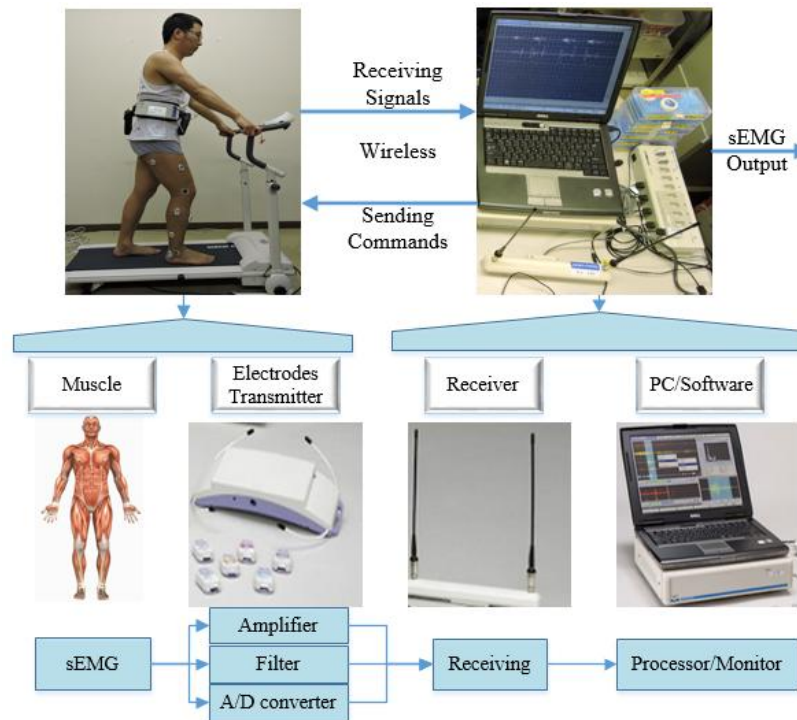 Receiving
Signals
Wireless
Sending
Commands
sEMG
Output
Muscle
Electrodes
Transmitter
Receiver
PC/Software
sEMG
Amplifier
Filter
A/D converter
Receiving
Processor/Monitor